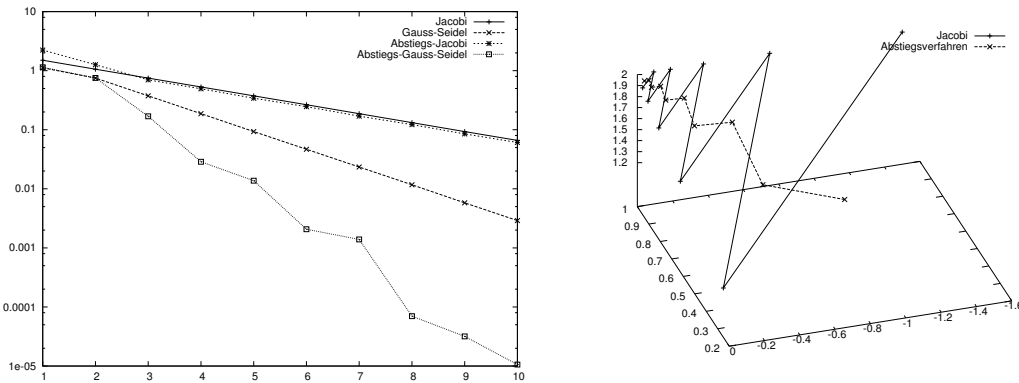 10
1
0.1
0.01
0.001
0.0001
1e-05
1 2 3 4 5 6 7 8 9 10
Jacobi
Gauss-Seidel
Abstiegs-Jacobi
Abstiegs-Gauss-Seidel
Jacobi
Abstiegsverfahren
2
1.9
1.8
1.7
1.6
1.5
1.4
1.3
1.2
1
0.9
0.8
0.7
0.6
0.5
0.4
0.3
0.2
0 -0.2 -0.4 -0.6 -0.8 -1 -1.2 -1.4 -1.6